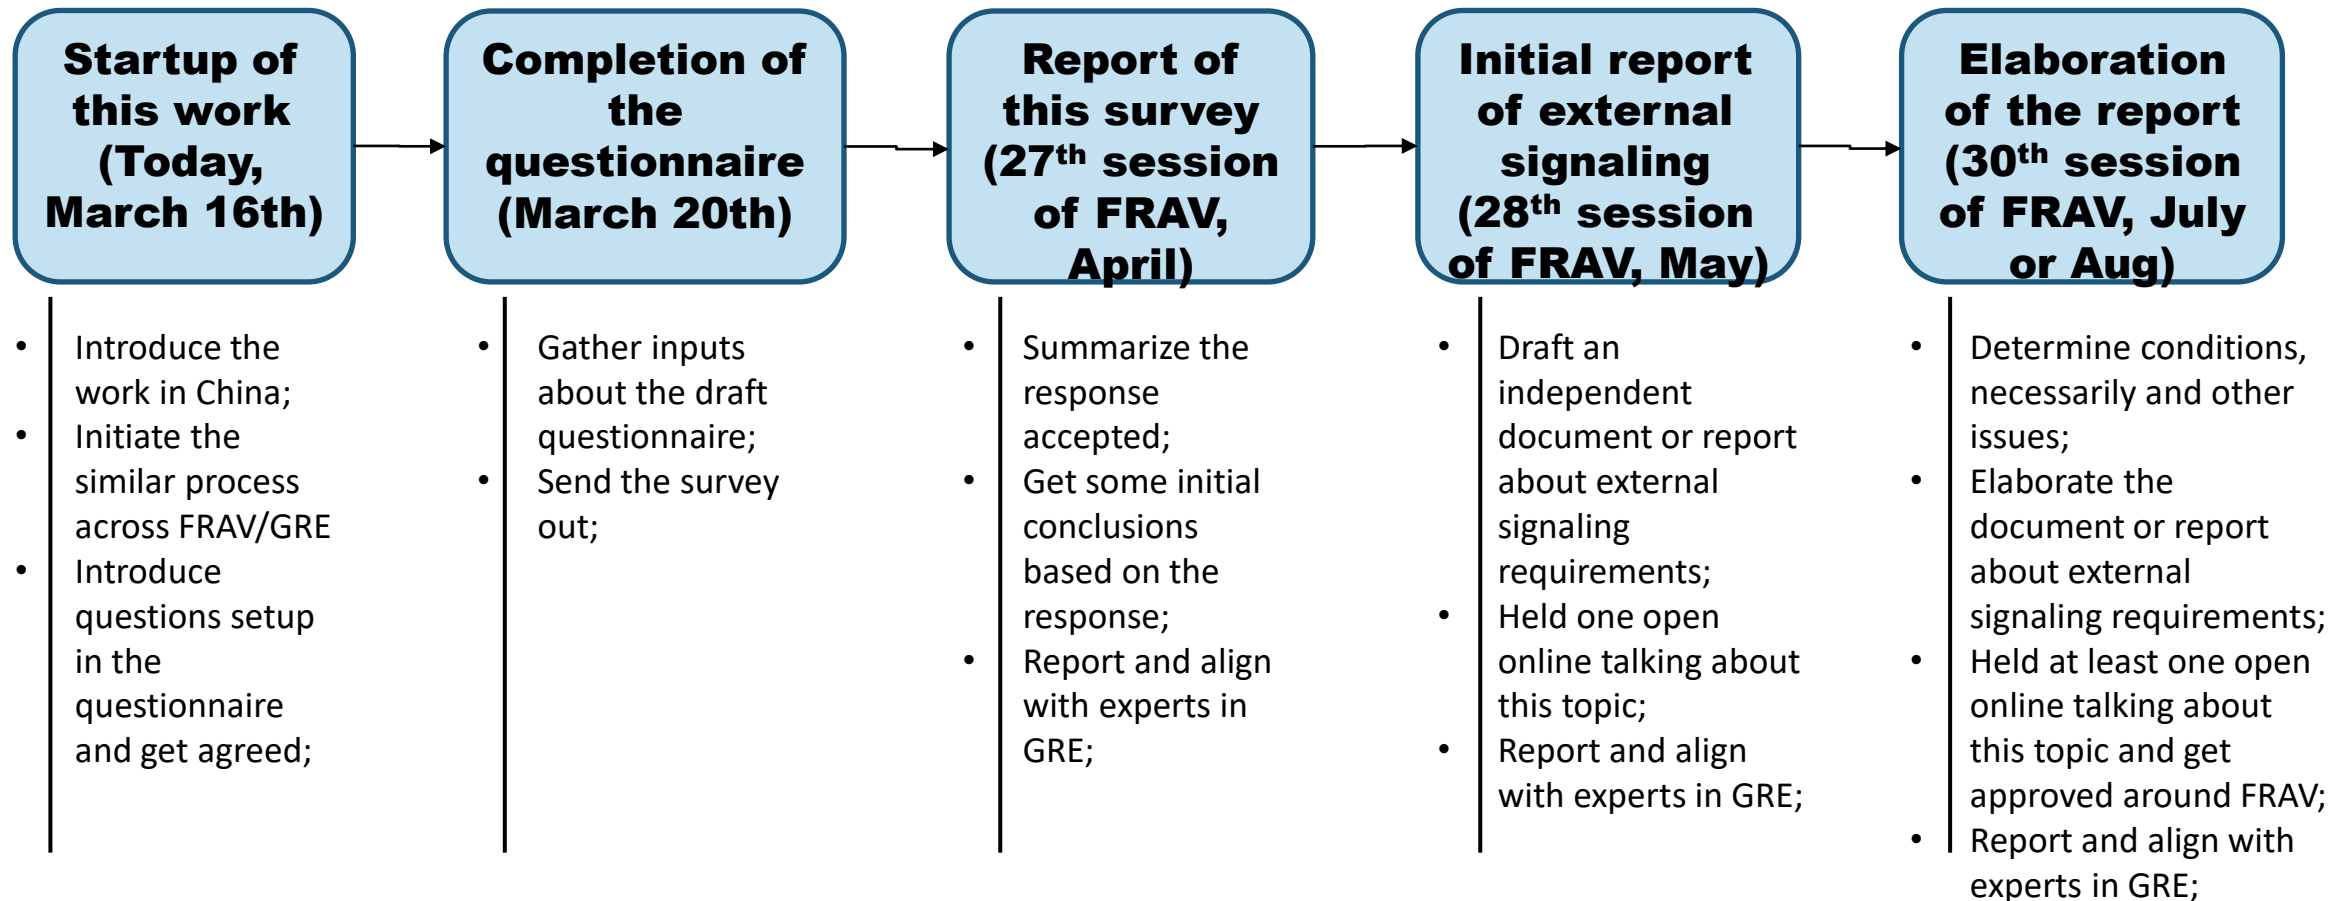 Startup of
this work
(Today,
March 16th)
Completion of
the
questionnaire
(March 20th)
Report of
this survey
(27th session
of FRAV,
April)
Initial report
of external
signaling
(28th session
of FRAV, May)
Elaboration
of the report
(30th session
of FRAV, July
or Aug)
• Introduce the
work in China;
• Initiate the
similar process
across FRAV/GRE
• Introduce
questions setup
in the
questionnaire
and get agreed;
• Gather inputs
about the draft
questionnaire;
• Send the survey
out;
• Summarize the
response
accepted;
• Get some initial
conclusions
based on the
response;
• Report and align
with experts in
GRE;
• Draft an
independent
document or report
about external
signaling
requirements;
• Held one open
online talking about
this topic;
• Report and align
with experts in GRE;
• Determine conditions,
necessarily and other
issues;
• Elaborate the
document or report
about external
signaling requirements;
• Held at least one open
online talking about
this topic and get
approved around FRAV;
• Report and align with
experts in GRE;